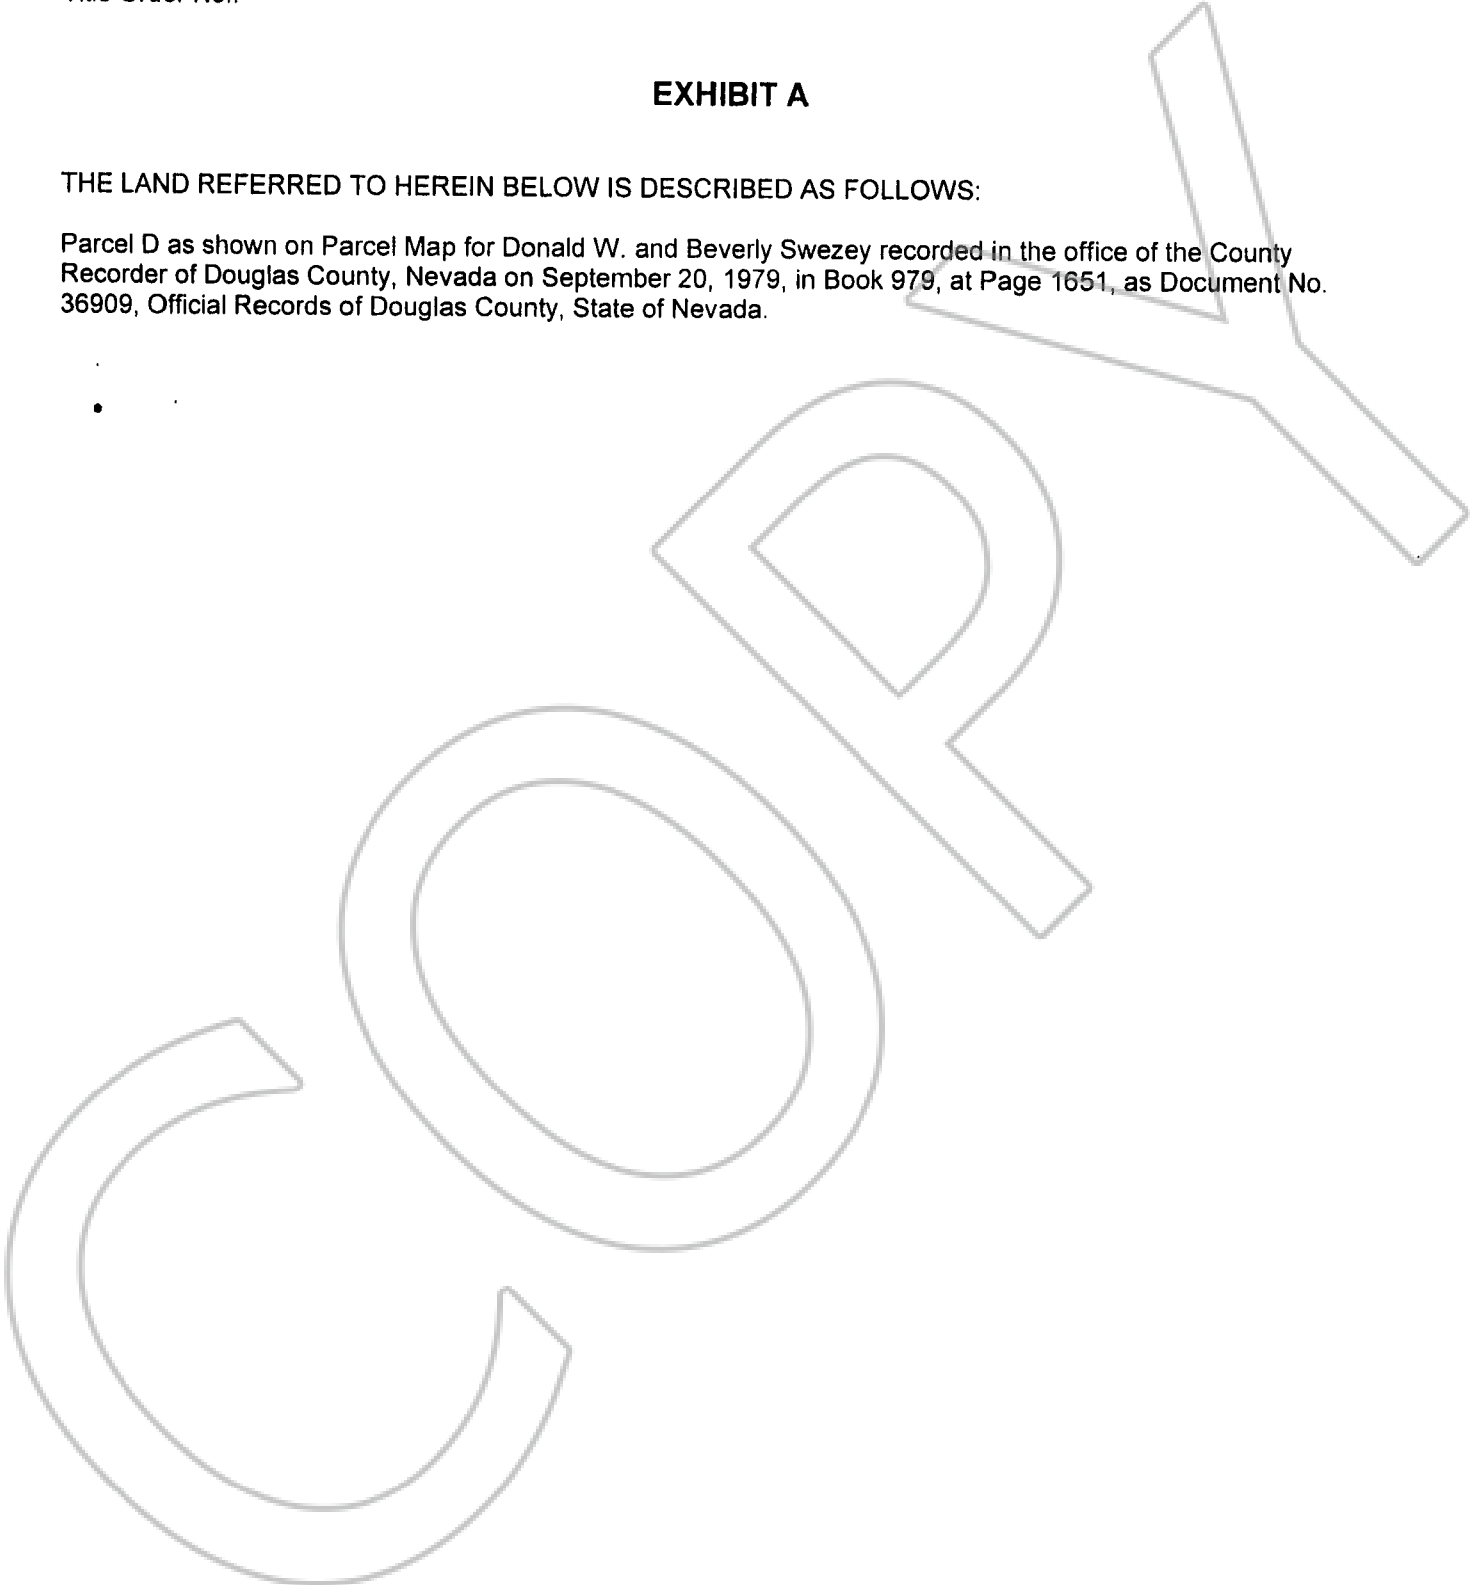 EXHIBIT A
THE LAND REFERRED TO HEREIN BELOW IS DESCRIBED AS FOLLOWS:
Parcel D as shown on Parcel Map for Donald W. and Beverly Swezey recorded in the office of the County
Recorder of Douglas County, Nevada on September 20, 1979, in Book 979, at Page 1651, as Document No.
36909, Official Records of Douglas County, State of Nevada.
COPY